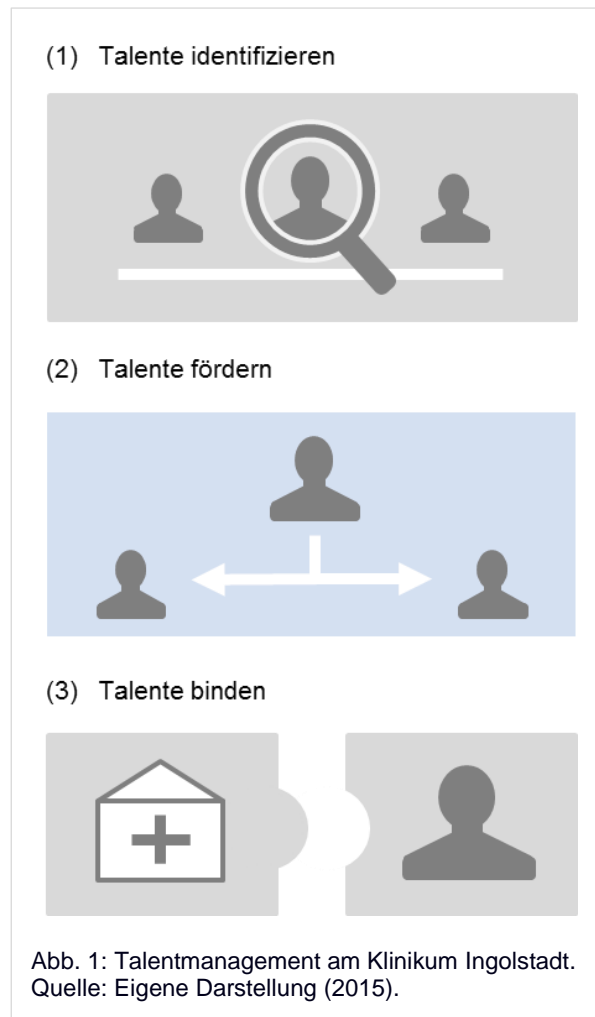 (1) Talente identifizieren
(2) Talente fördern
(3) Talente binden
Abb. 1: Talentmanagement am Klinikum Ingolstadt.
Quelle: Eigene Darstellung (2015).